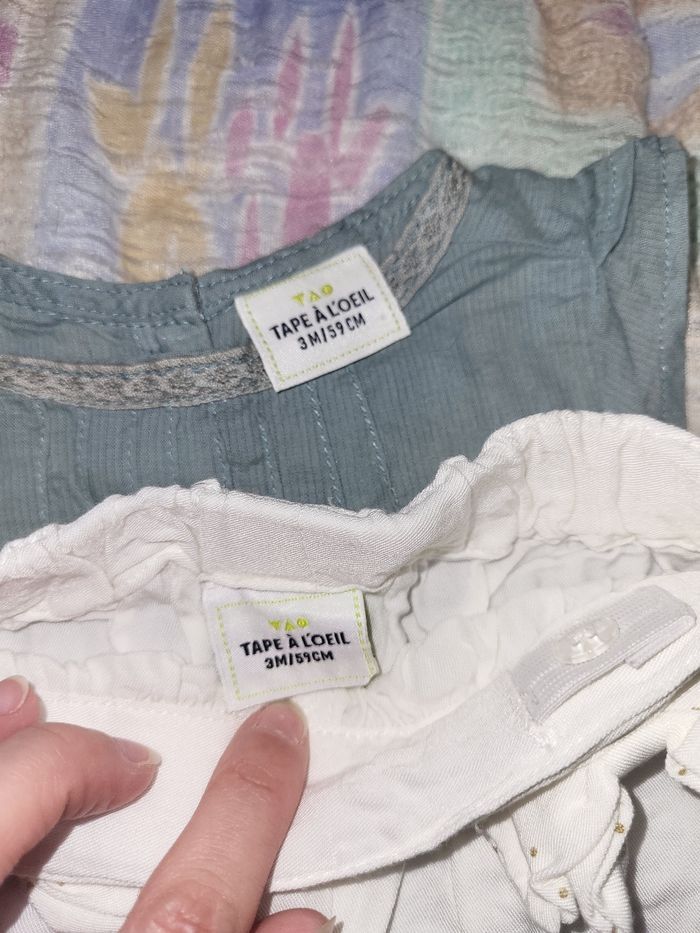 TAO
TAPE À L'OEIL
3M/59CM
TAO
TAPE À L'OEIL
3M/59CM